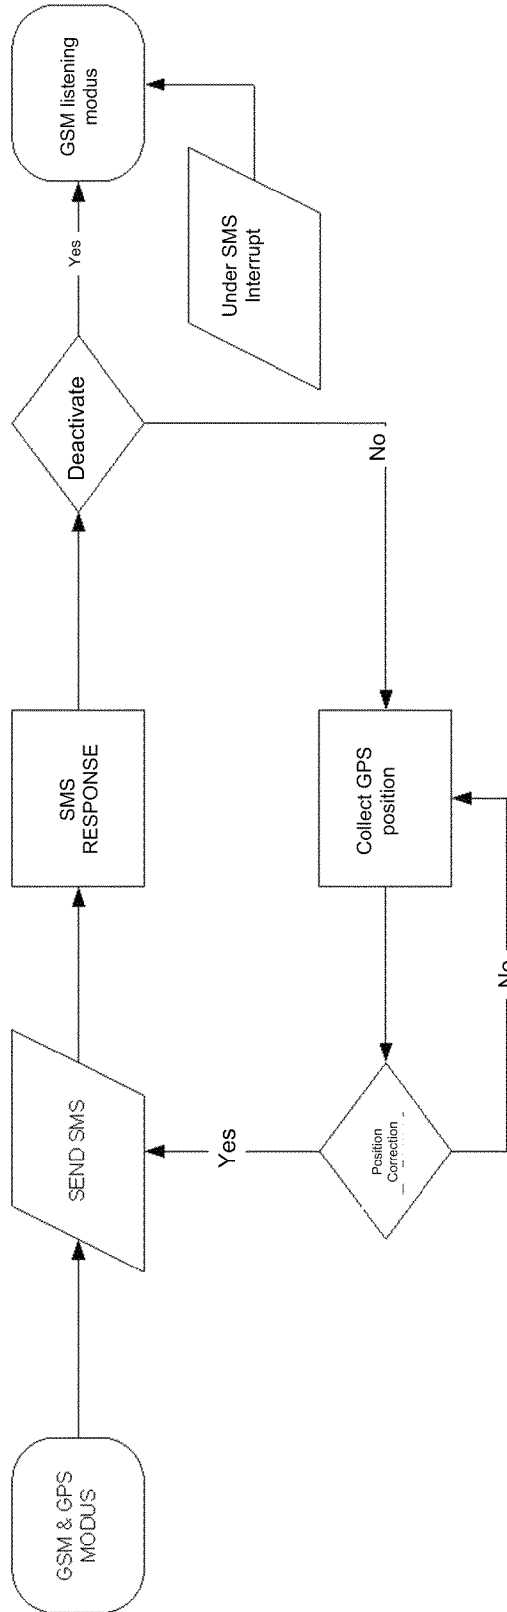 GSM & GPS
MODUS
SEND SMS
SMS
RESPONSE
Deactivate
Yes
GSM listening
modus
Under SMS
Interrupt
No
Collect GPS
position
Position
Correction
Yes
No